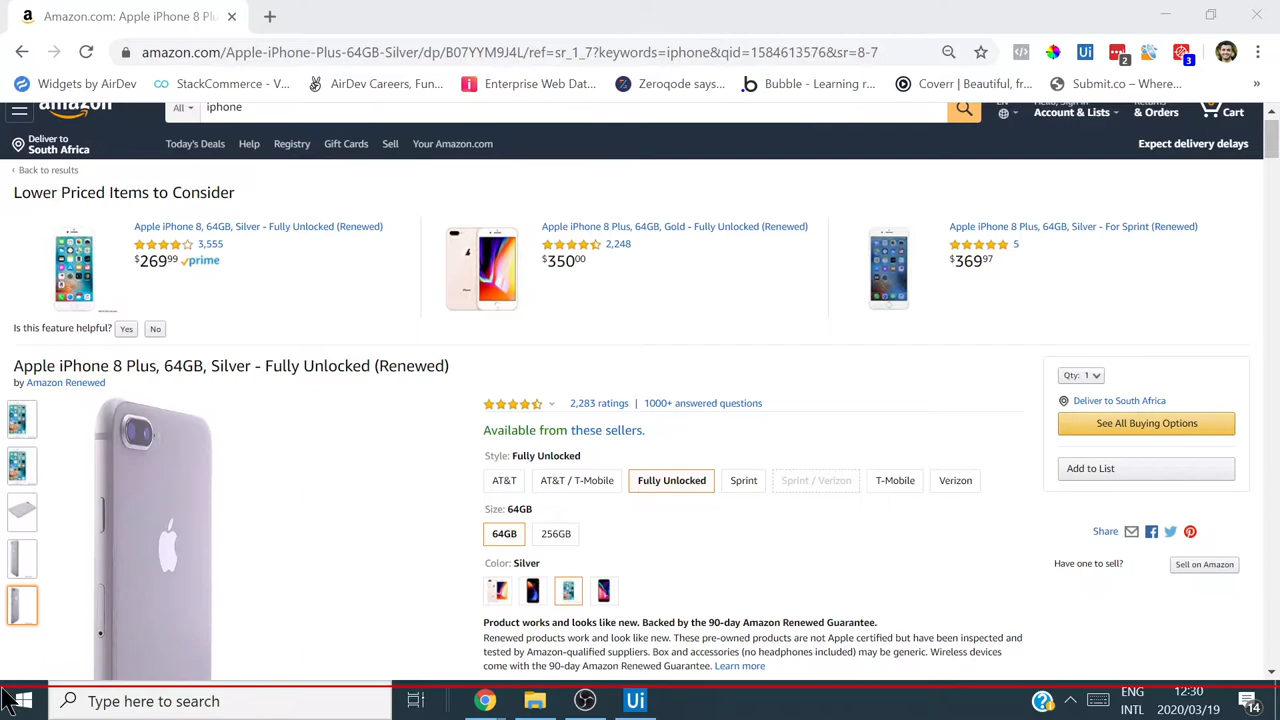 Amazon.com: Apple iPhone 8 Plu
amazon.com/Apple-iPhone-Plus-64GB-Silver/dp/B07YYM9J4L/ref=sr_1_7?keywords=iphone&qid=1584613576&sr=8-7
Ui 2 3
Widgets by AirDev StackCommerce - V... AirDev Careers, Fun... Enterprise Web Dat... Zeroqode says... Bubble - Learning r... Coverr | Beautiful, fr... Submit.co – Where... »
amazon All iphone EN Hello, Sign in Account & Lists Returns & Orders 0 Cart
Deliver to
South Africa
Today's Deals Help Registry Gift Cards Sell Your Amazon.com Expect delivery delays
‹ Back to results
Lower Priced Items to Consider
Apple iPhone 8, 64GB, Silver - Fully Unlocked (Renewed)
3,555
$269 99 prime
Apple iPhone 8 Plus, 64GB, Gold - Fully Unlocked (Renewed)
2,248
$350 00
Apple iPhone 8 Plus, 64GB, Silver - For Sprint (Renewed)
5
$369 97
Is this feature helpful? Yes No
Apple iPhone 8 Plus, 64GB, Silver - Fully Unlocked (Renewed)
by Amazon Renewed
2,283 ratings | 1000+ answered questions
Available from these sellers.
Style: Fully Unlocked
AT&T AT&T / T-Mobile Fully Unlocked Sprint Sprint / Verizon T-Mobile Verizon
Size: 64GB
64GB 256GB
Color: Silver
Product works and looks like new. Backed by the 90-day Amazon Renewed Guarantee.
Renewed products work and look like new. These pre-owned products are not Apple certified but have been inspected and
tested by Amazon-qualified suppliers. Box and accessories (no headphones included) may be generic. Wireless devices
come with the 90-day Amazon Renewed Guarantee. Learn more
Qty: 1
Deliver to South Africa
See All Buying Options
Add to List
Share
Have one to sell? Sell on Amazon
Type here to search
Ui
ENG
INTL
12:30
2020/03/19
14